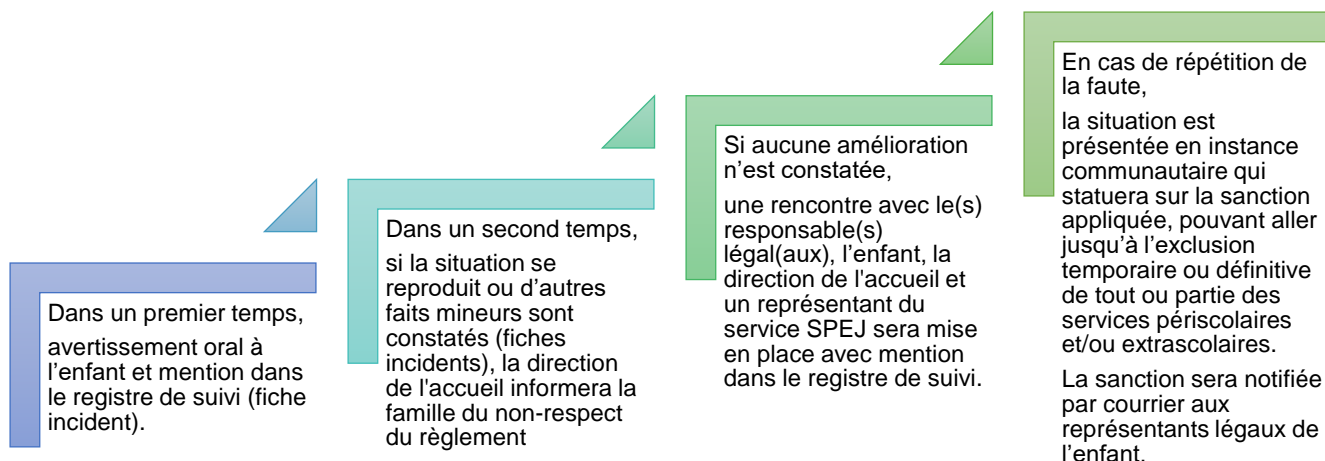 Dans un premier temps,
avertissement oral à
l’enfant et mention dans
le registre de suivi (fiche
incident).
Dans un second temps,
si la situation se
reproduit ou d’autres
faits mineurs sont
constatés (fiches
incidents), la direction
de l'accueil informera la
famille du non-respect
du règlement
Si aucune amélioration
n’est constatée,
une rencontre avec le(s)
responsable(s)
légal(aux), l’enfant, la
direction de l'accueil et
un représentant du
service SPEJ sera mise
en place avec mention
dans le registre de suivi.
En cas de répétition de
la faute,
la situation est
présentée en instance
communautaire qui
statuera sur la sanction
appliquée, pouvant aller
jusqu’à l’exclusion
temporaire ou définitive
de tout ou partie des
services périscolaires
et/ou extrascolaires.
La sanction sera notifiée
par courrier aux
représentants légaux de
l’enfant.